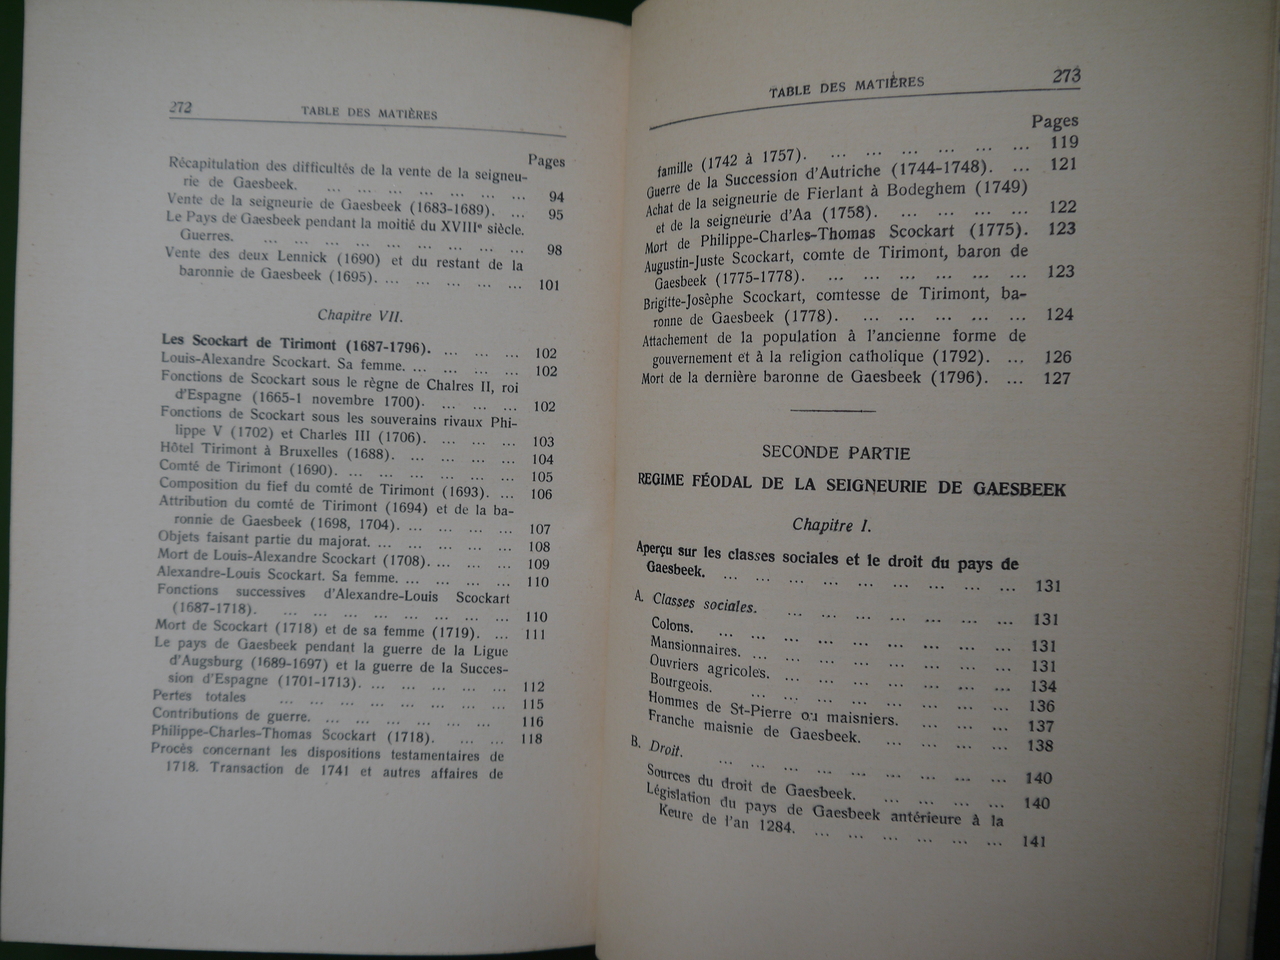 272 TABLE DES MATIÈRES
Pages
Récapitulation des difficultés de la vente de la seigneu-
rie de Gaesbeek. ... ... ... ... ... ... ... 94
Vente de la seigneurie de Gaesbeek (1683-1689). ... 95
Le Pays de Gaesbeek pendant la moitié du XVIIIe siècle.
Guerres. ... ... ... ... ... ... ... ... ... 98
Vente des deux Lennick (1690) et du restant de la
baronnie de Gaesbeek (1695). ... ... ... ... ... 101
Chapitre VII.
Les Scockart de Tirimont (1687-1796). ... ... ... 102
Louis-Alexandre Scockart. Sa femme. ... ... ... ... 102
Fonctions de Scockart sous le règne de Chalres II, roi
d'Espagne (1665-1 novembre 1700). ... ... ... ... 102
Fonctions de Scockart sous les souverains rivaux Phi-
lippe V (1702) et Charles III (1706). ... ... ... 103
Hôtel Tirimont à Bruxelles (1688). ... ... ... ... 104
Comté de Tirimont (1690). ... ... ... ... ... ... 105
Composition du fief du comté de Tirimont (1693). ... 106
Attribution du comté de Tirimont (1694) et de la ba-
ronnie de Gaesbeek (1698, 1704). ... ... ... ... 107
Objets faisant partie du majorat. ... ... ... ... ... 108
Mort de Louis-Alexandre Scockart (1708). ... ... ... 109
Alexandre-Louis Scockart. Sa femme. ... ... ... ... 110
Fonctions successives d'Alexandre-Louis Scockart
(1687-1718). ... ... ... ... ... ... ... ... 110
Mort de Scockart (1718) et de sa femme (1719). ... 111
Le pays de Gaesbeek pendant la guerre de la Ligue
d'Augsburg (1689-1697) et la guerre de la Succes-
sion d'Espagne (1701-1713). ... ... ... ... ... 112
Pertes totales ... ... ... ... ... ... ... ... 115
Contributions de guerre. ... ... ... ... ... ... 116
Philippe-Charles-Thomas Scockart (1718). ... ... 118
Procès concernant les dispositions testamentaires de
1718. Transaction de 1741 et autres affaires de
TABLE DES MATIÈRES 273
Pages
famille (1742 à 1757). ... ... ... ... ... ... 119
Guerre de la Succession d'Autriche (1744-1748). ... 121
Achat de la seigneurie de Fierlant à Bodeghem (1749)
et de la seigneurie d'Aa (1758). ... ... ... ... 122
Mort de Philippe-Charles-Thomas Scockart (1775). 123
Augustin-Juste Scockart, comte de Tirimont, baron de
Gaesbeek (1775-1778). ... ... ... ... ... ... ... 123
Brigitte-Josèphe Scockart, comtesse de Tirimont, ba-
ronne de Gaesbeek (1778). ... ... ... ... ... ... 124
Attachement de la population à l'ancienne forme de
gouvernement et à la religion catholique (1792). ... 126
Mort de la dernière baronne de Gaesbeek (1796). ... 127
SECONDE PARTIE
REGIME FÉODAL DE LA SEIGNEURIE DE GAESBEEK
Chapitre I.
Aperçu sur les classes sociales et le droit du pays de
Gaesbeek. ... ... ... ... ... ... ... ... ... 131
A. Classes sociales. ... ... ... ... ... ... ... 131
Colons. ... ... ... ... ... ... ... ... ... 131
Mansionnaires. ... ... ... ... ... ... ... ... 131
Ouvriers agricoles. ... ... ... ... ... ... ... 134
Bourgeois. ... ... ... ... ... ... ... ... 136
Hommes de St-Pierre ou maisniers. ... ... ... 137
Franche maisnie de Gaesbeek. ... ... ... ... 138
B. Droit. ... ... ... ... ... ... ... ... ... 140
Sources du droit de Gaesbeek. ... ... ... ... 140
Législation du pays de Gaesbeek antérieure à la
Keure de l'an 1284. ... ... ... ... ... ... 141